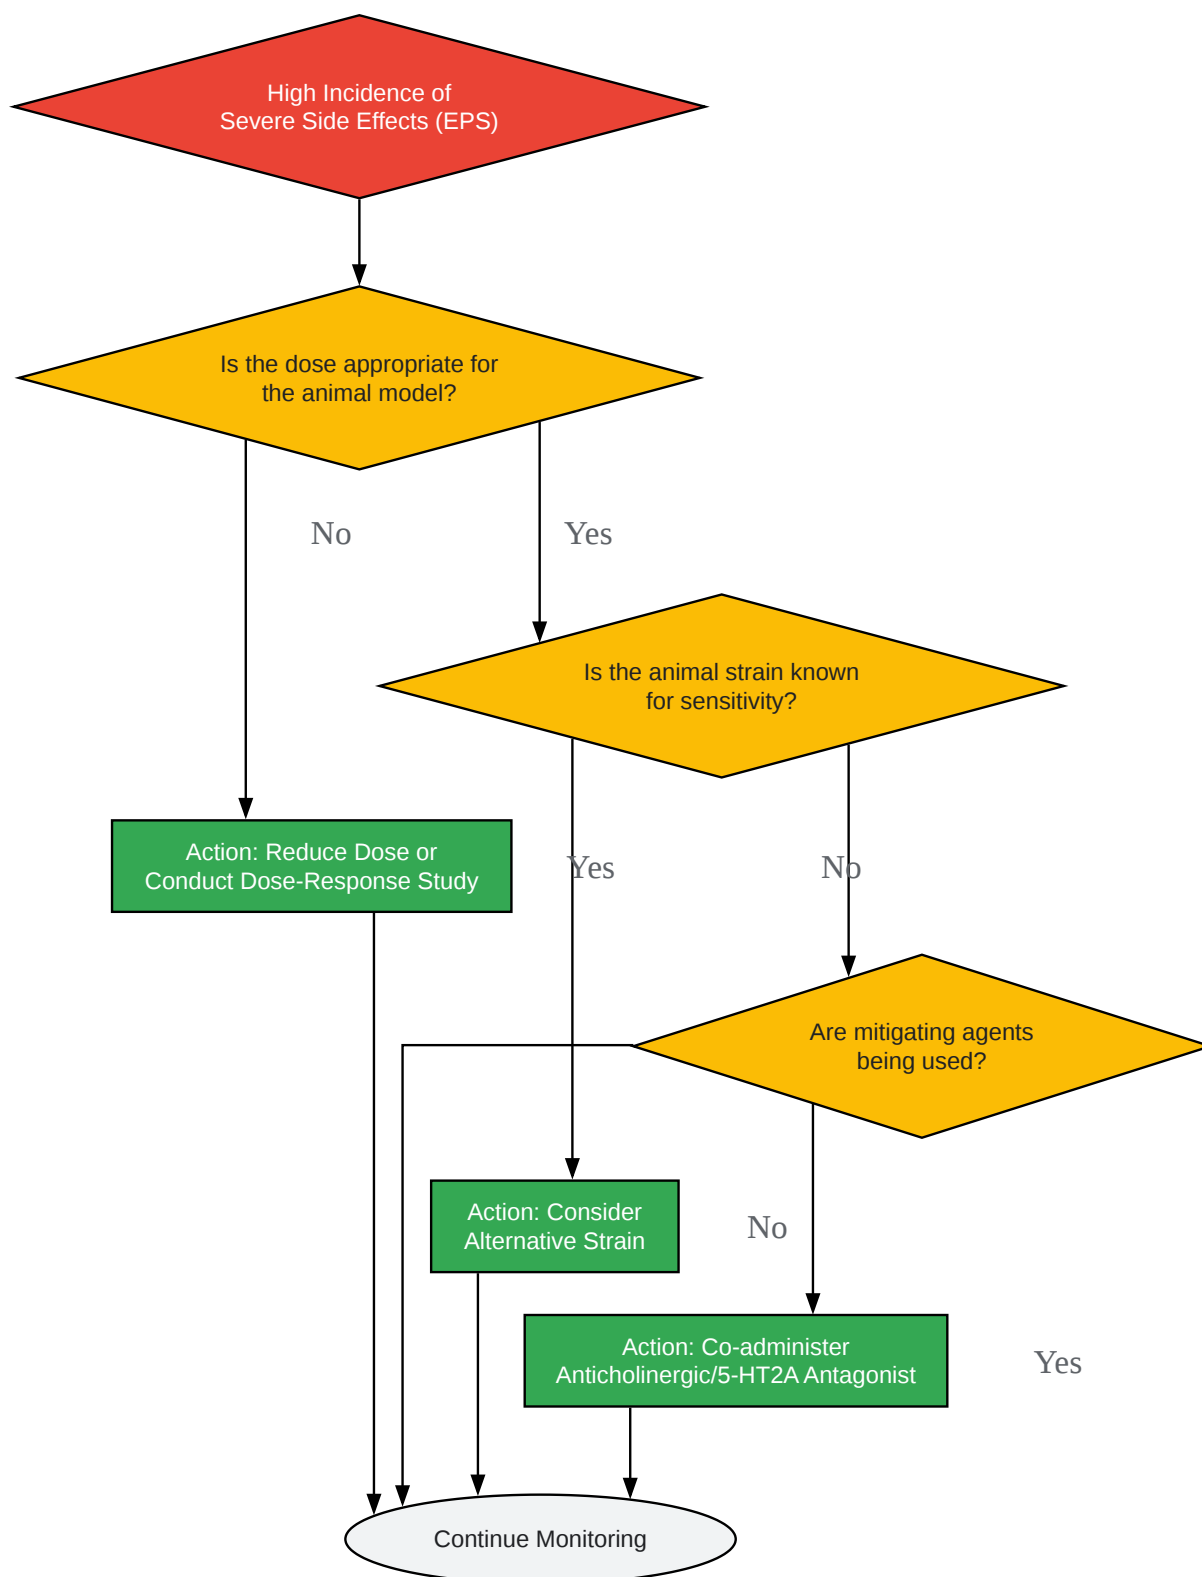 High Incidence of
Severe Side Effects (EPS)
Is the dose appropriate for
the animal model?
No
Yes
Is the animal strain known
for sensitivity?
Action: Reduce Dose or
Conduct Dose-Response Study
Yes
No
Are mitigating agents
being used?
Action: Consider
Alternative Strain
No
Action: Co-administer
Anticholinergic/5-HT2A Antagonist
Yes
Continue Monitoring